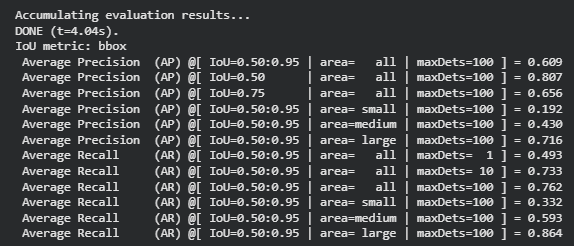 Accumulating evaluation results...
DONE (t=4.04s).
IoU metric: bbox
 Average Precision  (AP) @[ IoU=0.50:0.95 | area=   all | maxDets=100 ] = 0.609
 Average Precision  (AP) @[ IoU=0.50      | area=   all | maxDets=100 ] = 0.807
 Average Precision  (AP) @[ IoU=0.75      | area=   all | maxDets=100 ] = 0.656
 Average Precision  (AP) @[ IoU=0.50:0.95 | area= small | maxDets=100 ] = 0.192
 Average Precision  (AP) @[ IoU=0.50:0.95 | area=medium | maxDets=100 ] = 0.430
 Average Precision  (AP) @[ IoU=0.50:0.95 | area= large | maxDets=100 ] = 0.716
 Average Recall     (AR) @[ IoU=0.50:0.95 | area=   all | maxDets=  1 ] = 0.493
 Average Recall     (AR) @[ IoU=0.50:0.95 | area=   all | maxDets= 10 ] = 0.733
 Average Recall     (AR) @[ IoU=0.50:0.95 | area=   all | maxDets=100 ] = 0.762
 Average Recall     (AR) @[ IoU=0.50:0.95 | area= small | maxDets=100 ] = 0.332
 Average Recall     (AR) @[ IoU=0.50:0.95 | area=medium | maxDets=100 ] = 0.593
 Average Recall     (AR) @[ IoU=0.50:0.95 | area= large | maxDets=100 ] = 0.864